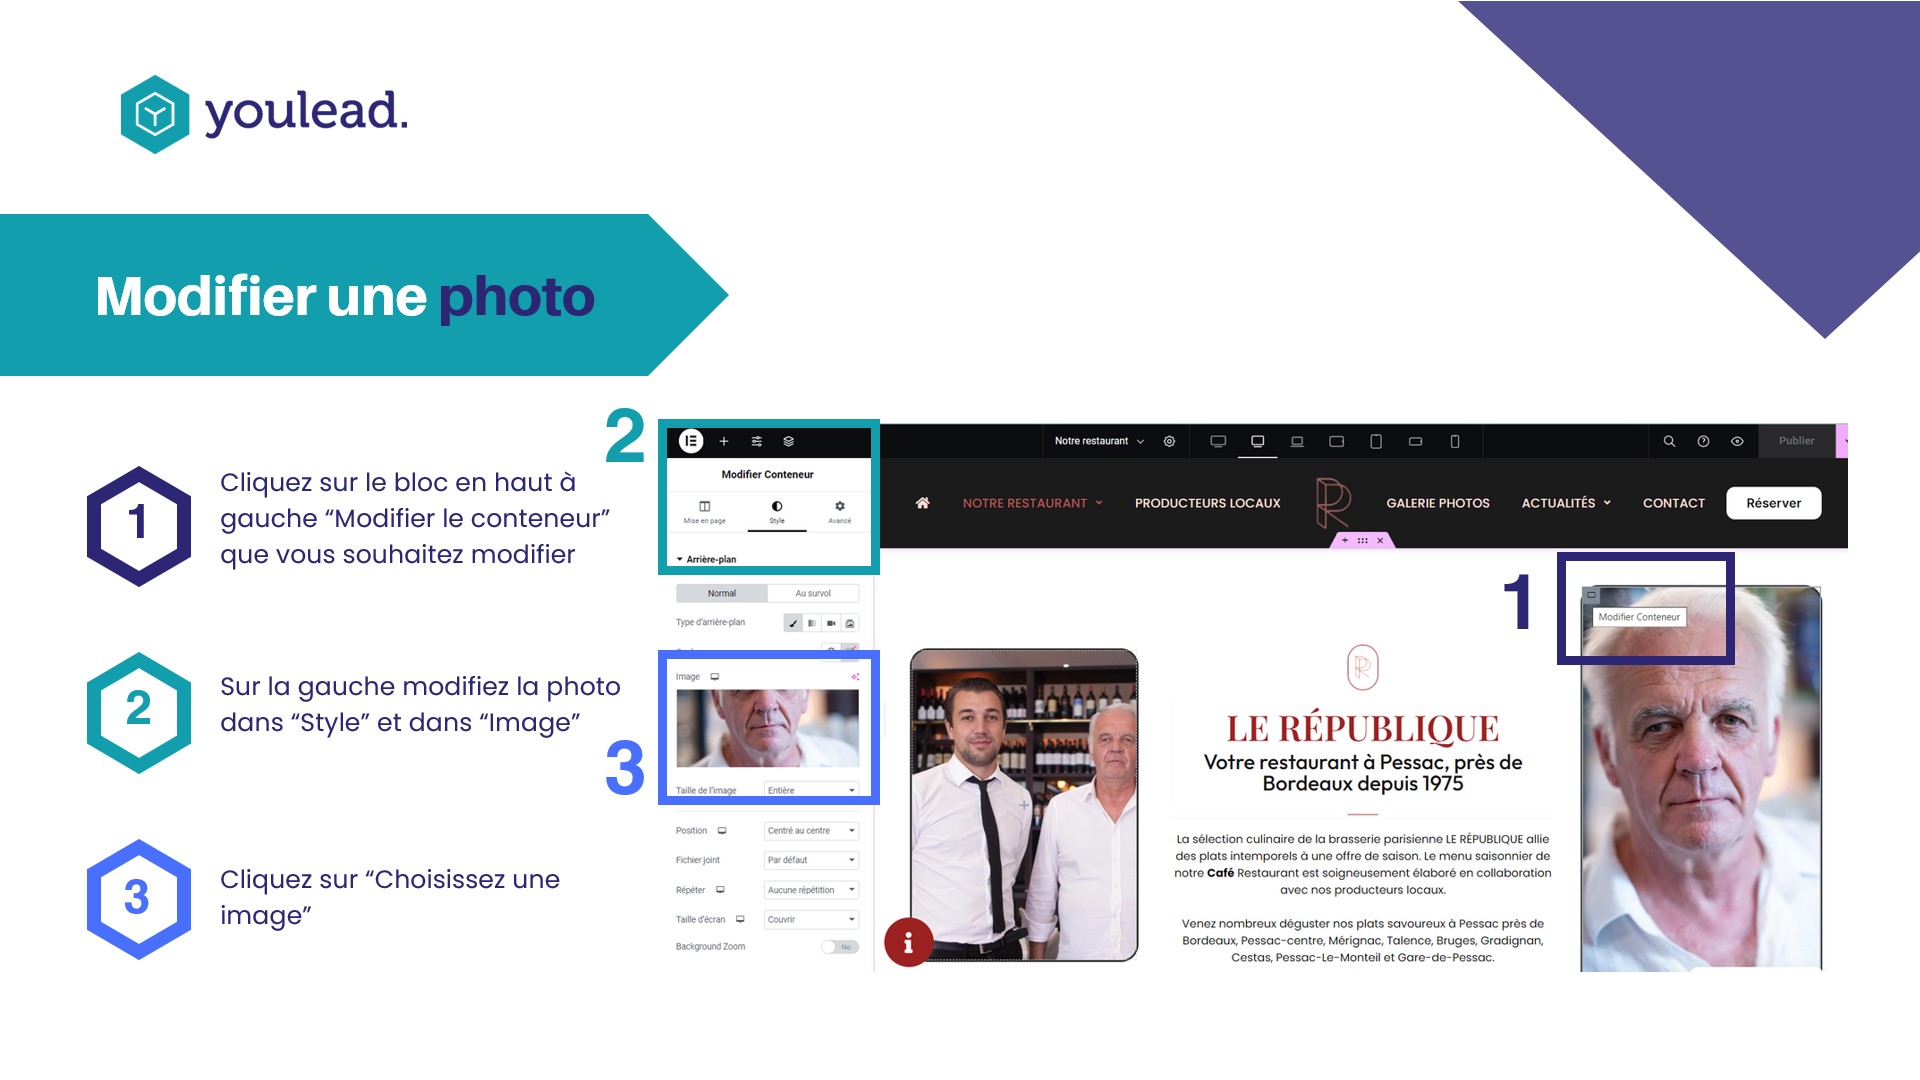 youlead.
Modifier une photo
1
Cliquez sur le bloc en haut à
gauche “Modifier le conteneur”
que vous souhaitez modifier
2
Sur la gauche modifiez la photo
dans “Style” et dans “Image”
3
Cliquez sur “Choisissez une
image”
2
Modifier Conteneur
Mise en page
Style
Avancé
Arrière-plan
Normal
Au survol
Type d'arrière-plan
3
Image
Taille de l'image
Entière
Position
Centré au centre
Fichier joint
Par défaut
Répéter
Aucune répétition
Taille d'écran
Couvrir
Background Zoom
No
Notre restaurant
Publier
NOTRE RESTAURANT
PRODUCTEURS LOCAUX
GALERIE PHOTOS
ACTUALITÉS
CONTACT
Réserver
1
Modifier Conteneur
LE RÉPUBLIQUE
Votre restaurant à Pessac, près de
Bordeaux depuis 1975
La sélection culinaire de la brasserie parisienne LE RÉPUBLIQUE allie
des plats intemporels à une offre de saison. Le menu saisonnier de
notre Café Restaurant est soigneusement élaboré en collaboration
avec nos producteurs locaux.
Venez nombreux déguster nos plats savoureux à Pessac près de
Bordeaux, Pessac-centre, Mérignac, Talence, Bruges, Gradignan,
Cestas, Pessac-Le-Monteil et Gare-de-Pessac.